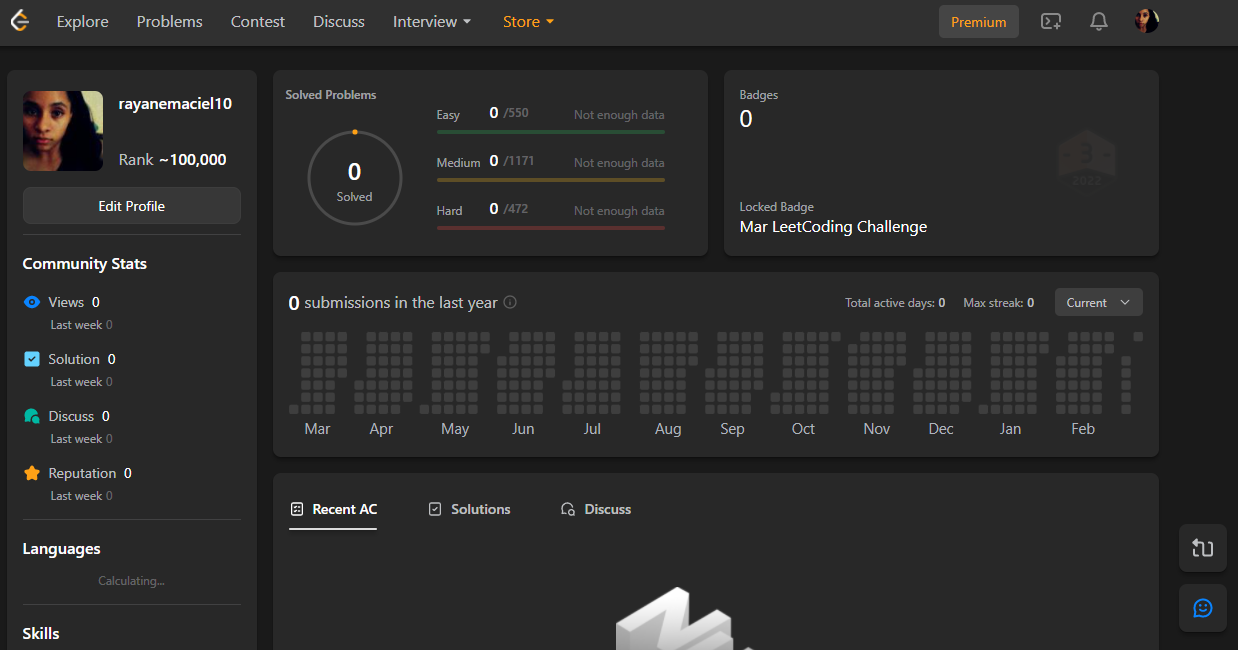 Explore Problems Contest Discuss Interview Store Premium
rayanemaciel10
Rank ~100,000
Edit Profile
Community Stats
Views 0
Last week 0
Solution 0
Last week 0
Discuss 0
Last week 0
Reputation 0
Last week 0
Languages
Calculating...
Skills
Solved Problems
0
Solved
Easy 0 /550 Not enough data
Medium 0 /1171 Not enough data
Hard 0 /472 Not enough data
Badges
0
3
2022
Locked Badge
Mar LeetCoding Challenge
0 submissions in the last year
Total active days: 0 Max streak: 0 Current
Mar Apr May Jun Jul Aug Sep Oct Nov Dec Jan Feb
Recent AC Solutions Discuss